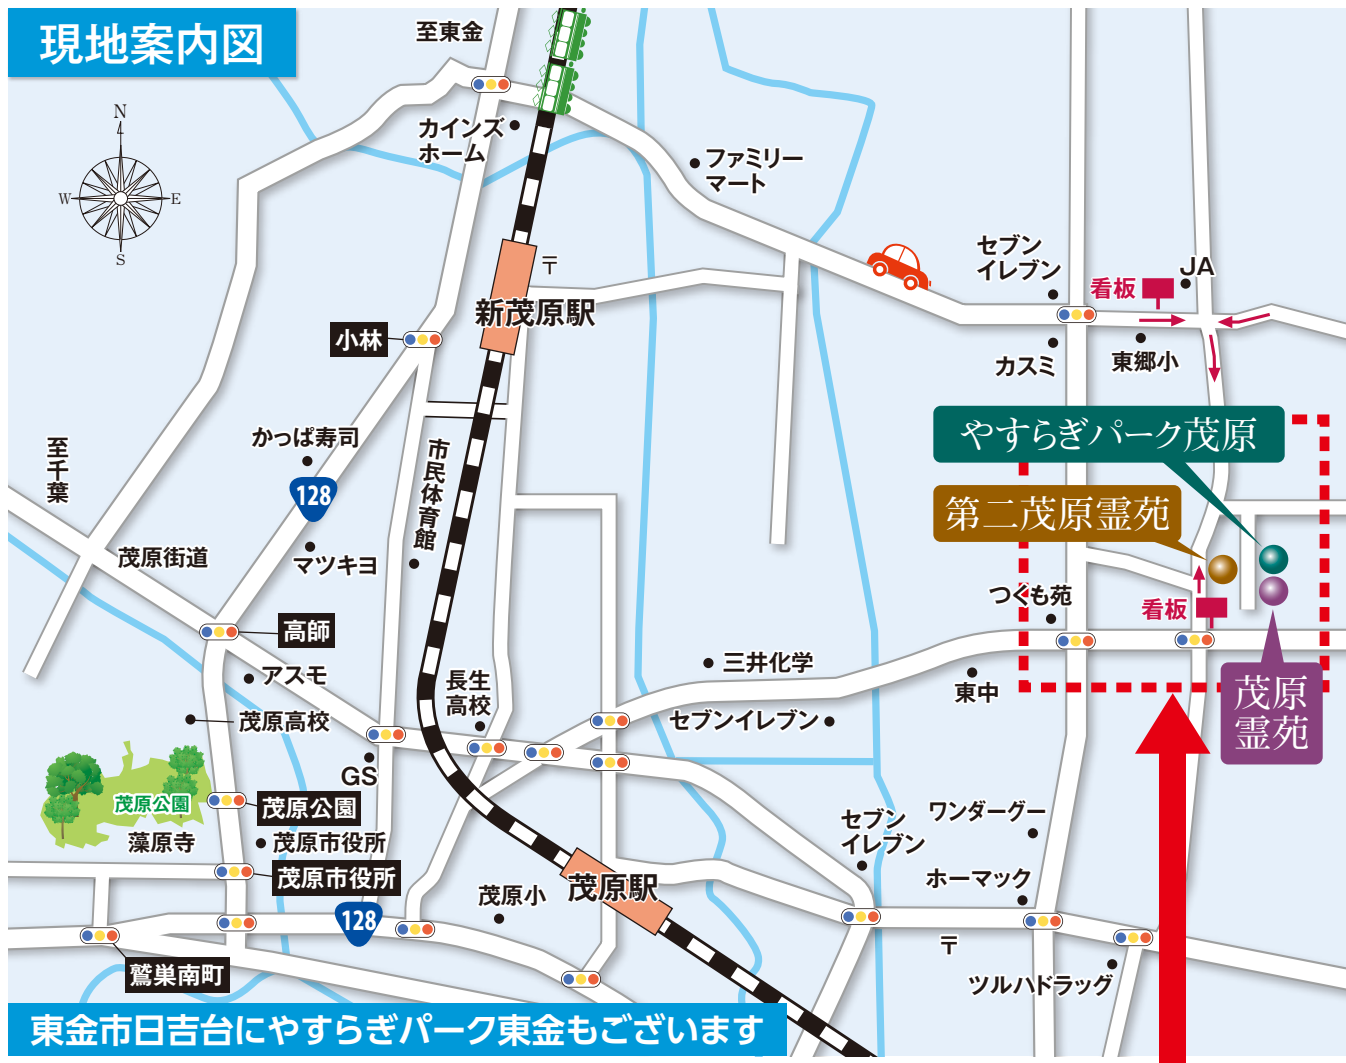 現地案内図
至東金
N
W
E
S
カインズ
ホーム
ファミリー
マート
〒
新茂原駅
セブン
イレブン
看板
JA
カスミ
東郷小
小林
かっぱ寿司
128
マツキヨ
市民体育館
至千葉
茂原街道
やすらぎパーク茂原
第二茂原霊苑
つくも苑
看板
高師
アスモ
茂原高校
長生
高校
三井化学
セブンイレブン
東中
茂原
霊苑
GS
茂原公園
茂原公園
藻原寺
茂原市役所
茂原市役所
128
茂原小
茂原駅
セブン
イレブン
ワンダーグー
ホーマック
〒
ツルハドラッグ
鷲巣南町
東金市日吉台にやすらぎパーク東金もございます